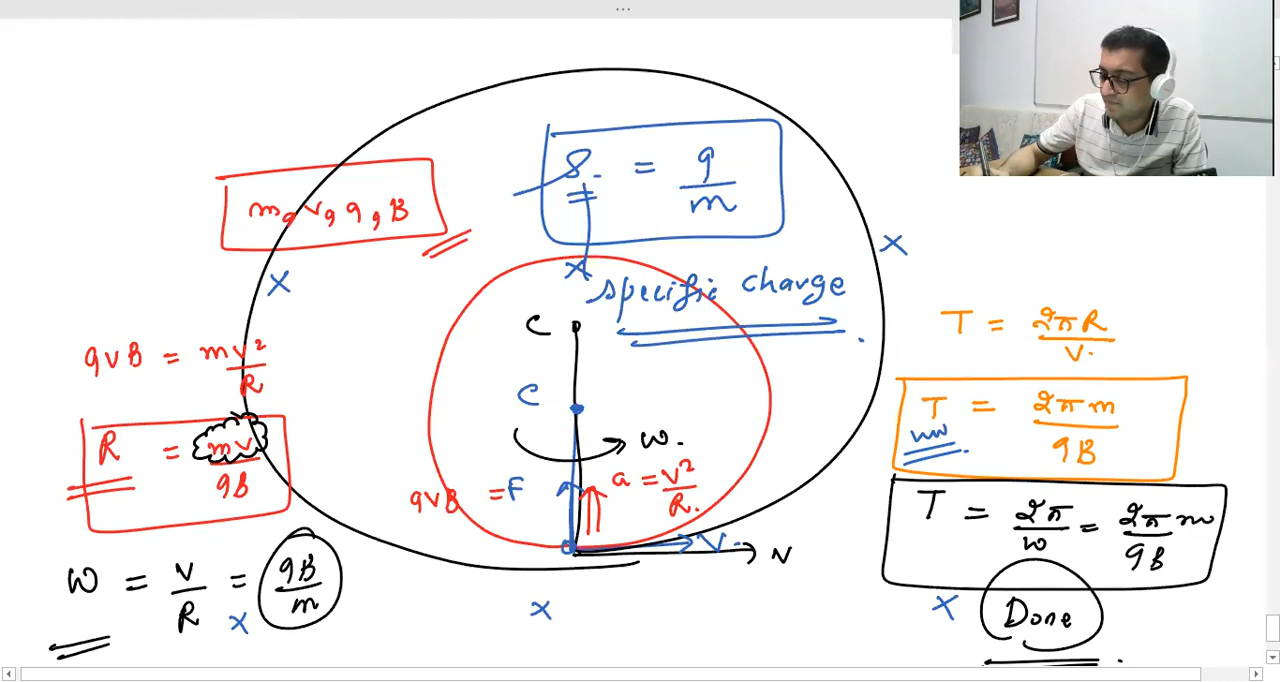 m, v, q, B
S = q/m
specific charge
C
C
ω.
qvB = F
a = v²/R.
v.
v
qvB = mv²/R
R = mv/qB
ω = v/R = qB/m
T = 2πR/v.
T = 2πm/qB
T = 2π/ω = 2πm/qB
Done
x
x
x
x
x
x